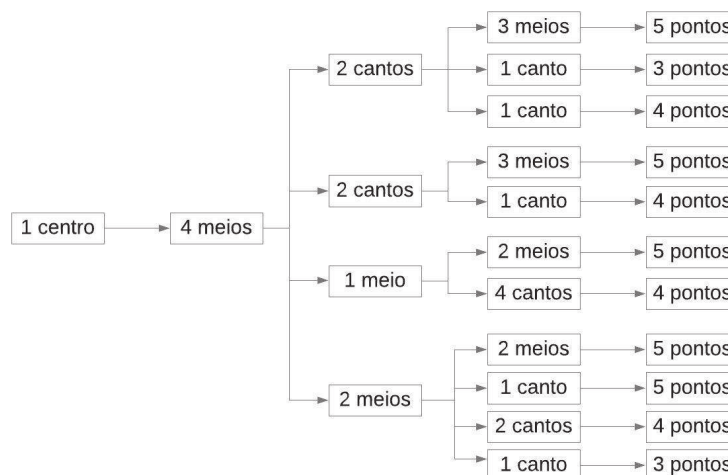 3 meios 5 pontos
2 cantos 1 canto 3 pontos
1 canto 4 pontos
3 meios 5 pontos
2 cantos
1 canto 4 pontos
1 centro 4 meios
2 meios 5 pontos
1 meio
4 cantos 4 pontos
2 meios 5 pontos
1 canto 5 pontos
2 meios
2 cantos 4 pontos
1 canto 3 pontos